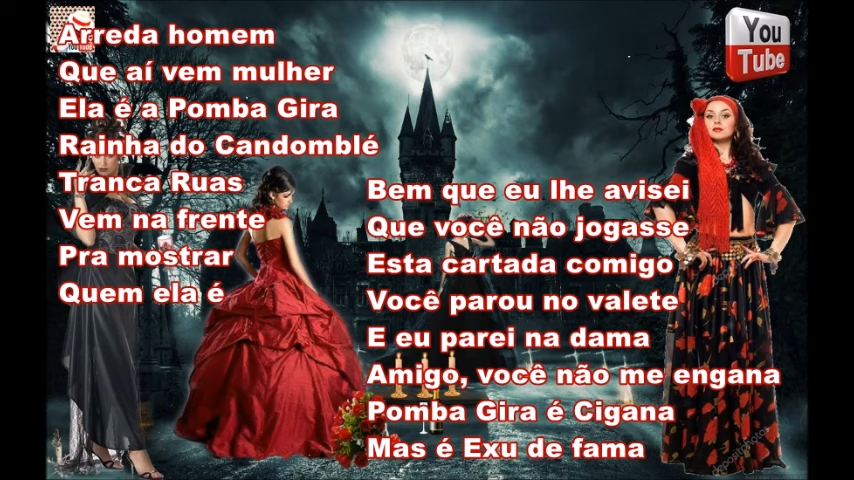 Arreda homem
Que aí vem mulher
Ela é a Pomba Gira
Rainha do Candomblé
Tranca Ruas
Vem na frente
Pra mostrar
Quem ela é
Bem que eu lhe avisei
Que você não jogasse
Esta cartada comigo
Você parou no valete
E eu parei na dama
Amigo, você não me engana
Pomba Gira é Cigana
Mas é Exu de fama
You
Tube
depositphotos